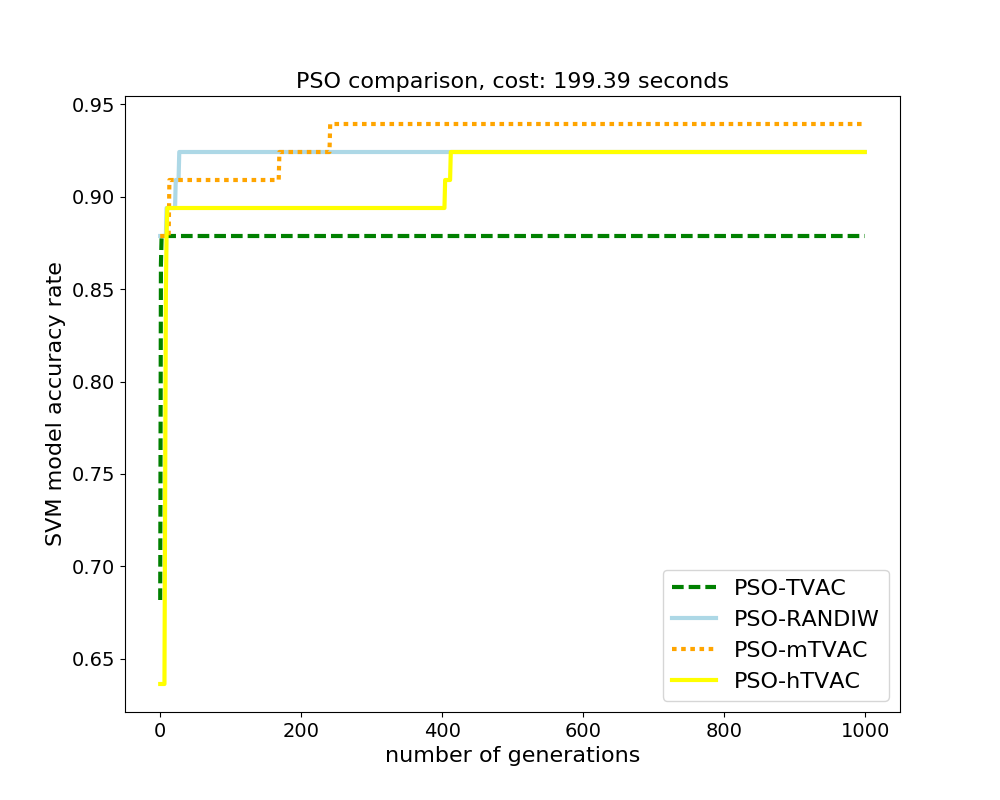 PSO comparison, cost: 199.39 seconds
0.95
0.90
0.85
0.80
0.75
0.70
0.65
SVM model accuracy rate
0 200 400 600 800 1000
number of generations
PSO-TVAC
PSO-RANDIW
PSO-mTVAC
PSO-hTVAC